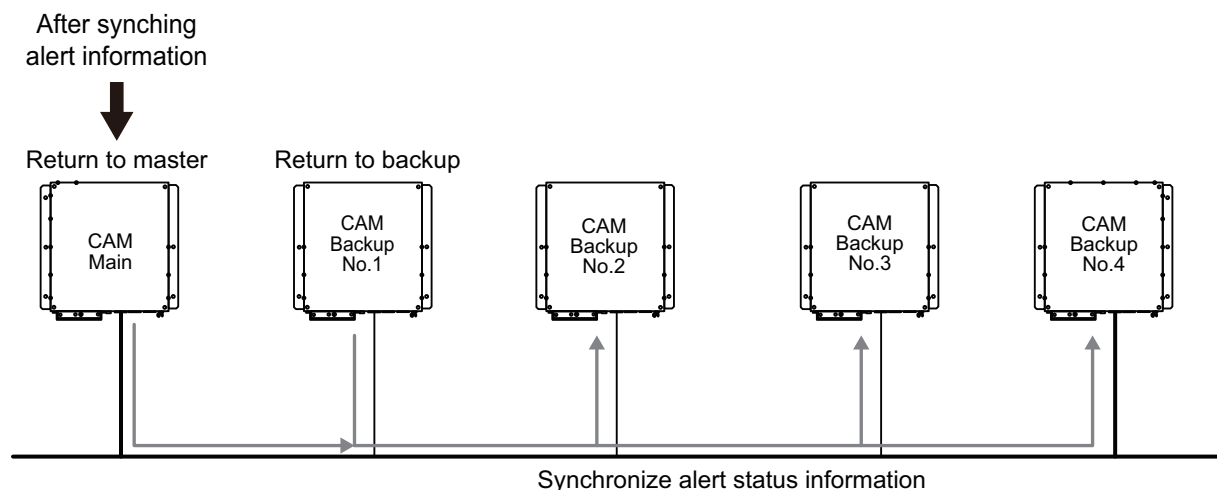 After synching
alert information
Return to master
Return to backup
CAM
Main
CAM
Backup
No.1
CAM
Backup
No.2
CAM
Backup
No.3
CAM
Backup
No.4
Synchronize alert status information